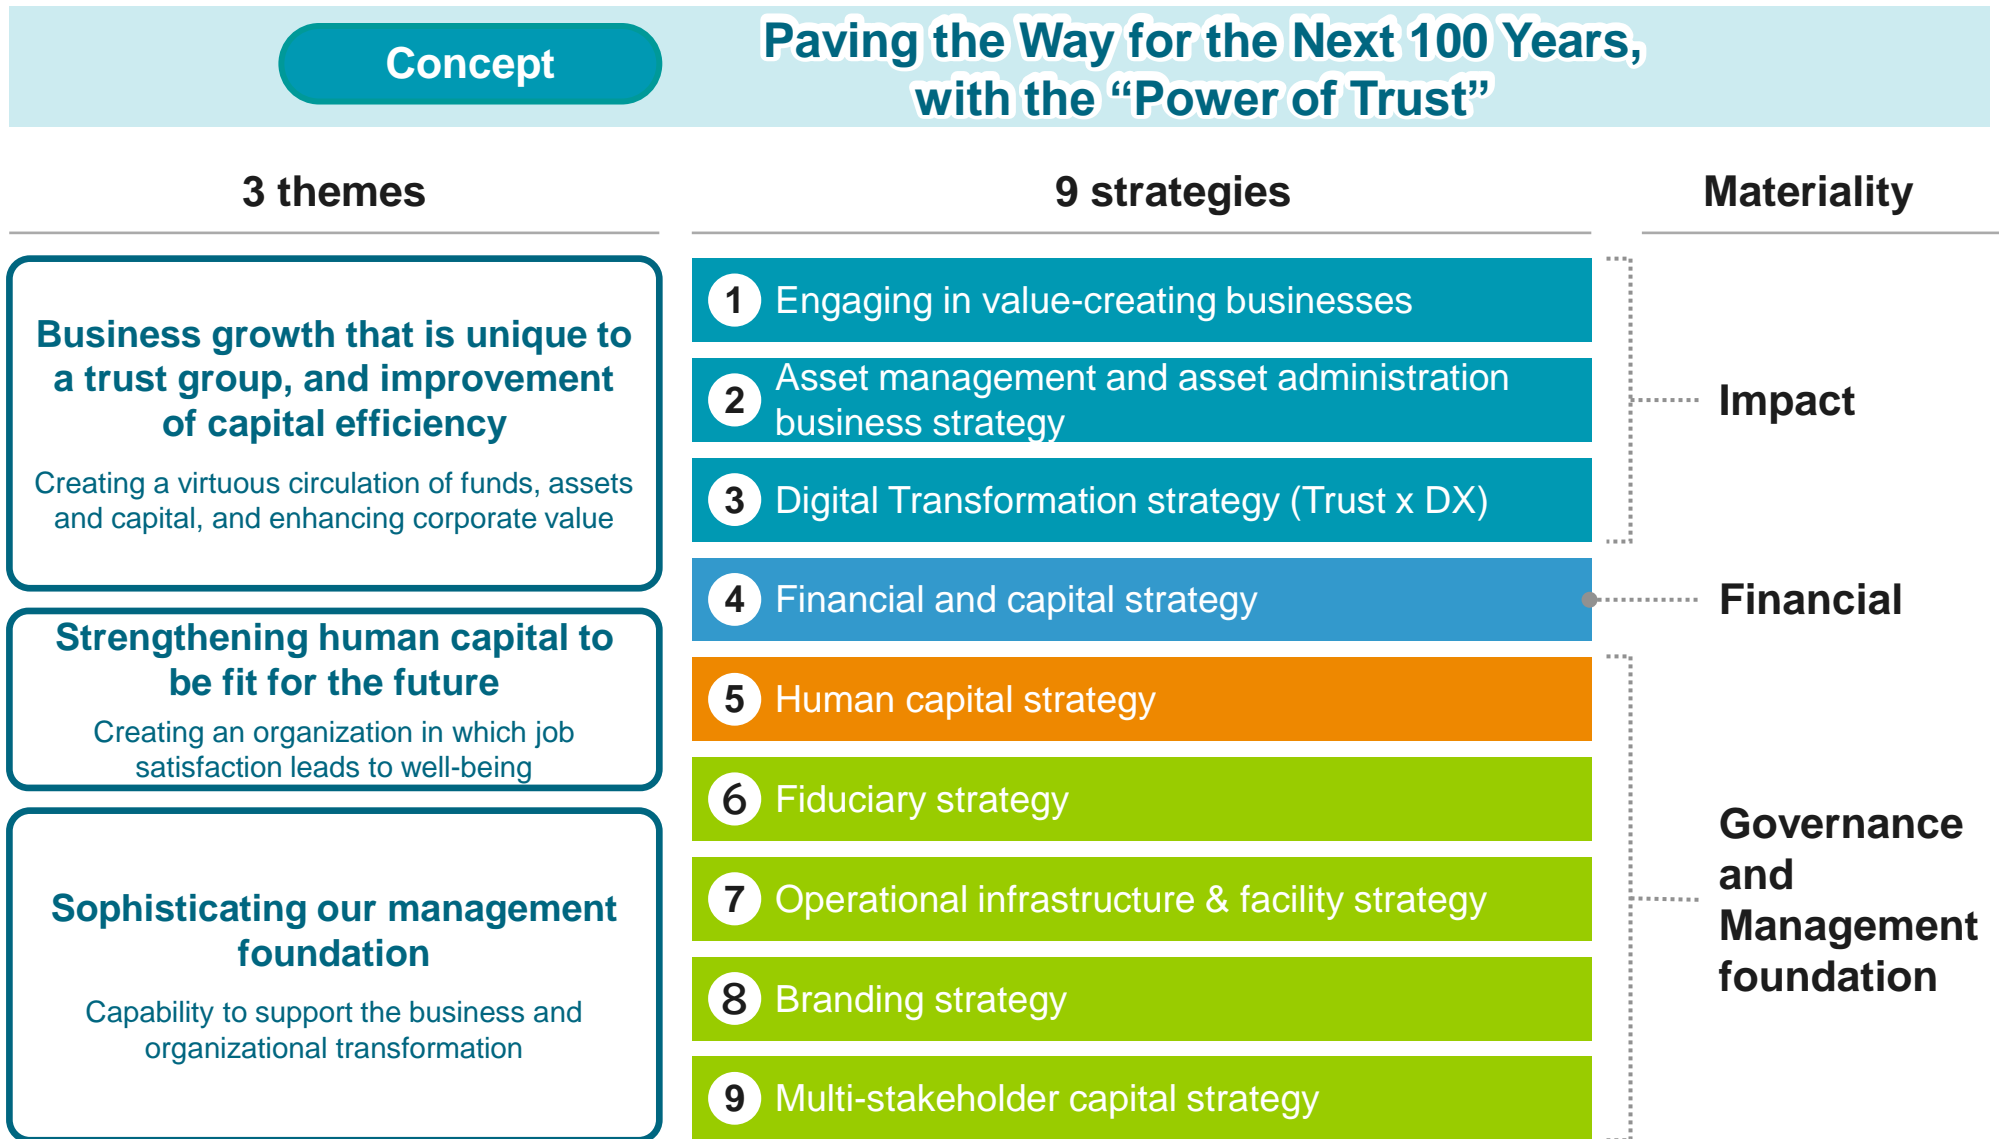 Concept
Paving the Way for the Next 100 Years,
with the “Power of Trust”
3 themes
9 strategies
Materiality
Business growth that is unique to
a trust group, and improvement
of capital efficiency
Creating a virtuous circulation of funds, assets
and capital, and enhancing corporate value
Strengthening human capital to
be fit for the future
Creating an organization in which job
satisfaction leads to well-being
Sophisticating our management
foundation
Capability to support the business and
organizational transformation
1 Engaging in value-creating businesses
2 Asset management and asset administration
business strategy
3 Digital Transformation strategy (Trust x DX)
4 Financial and capital strategy
5 Human capital strategy
6 Fiduciary strategy
7 Operational infrastructure & facility strategy
8 Branding strategy
9 Multi-stakeholder capital strategy
Impact
Financial
Governance
and
Management
foundation